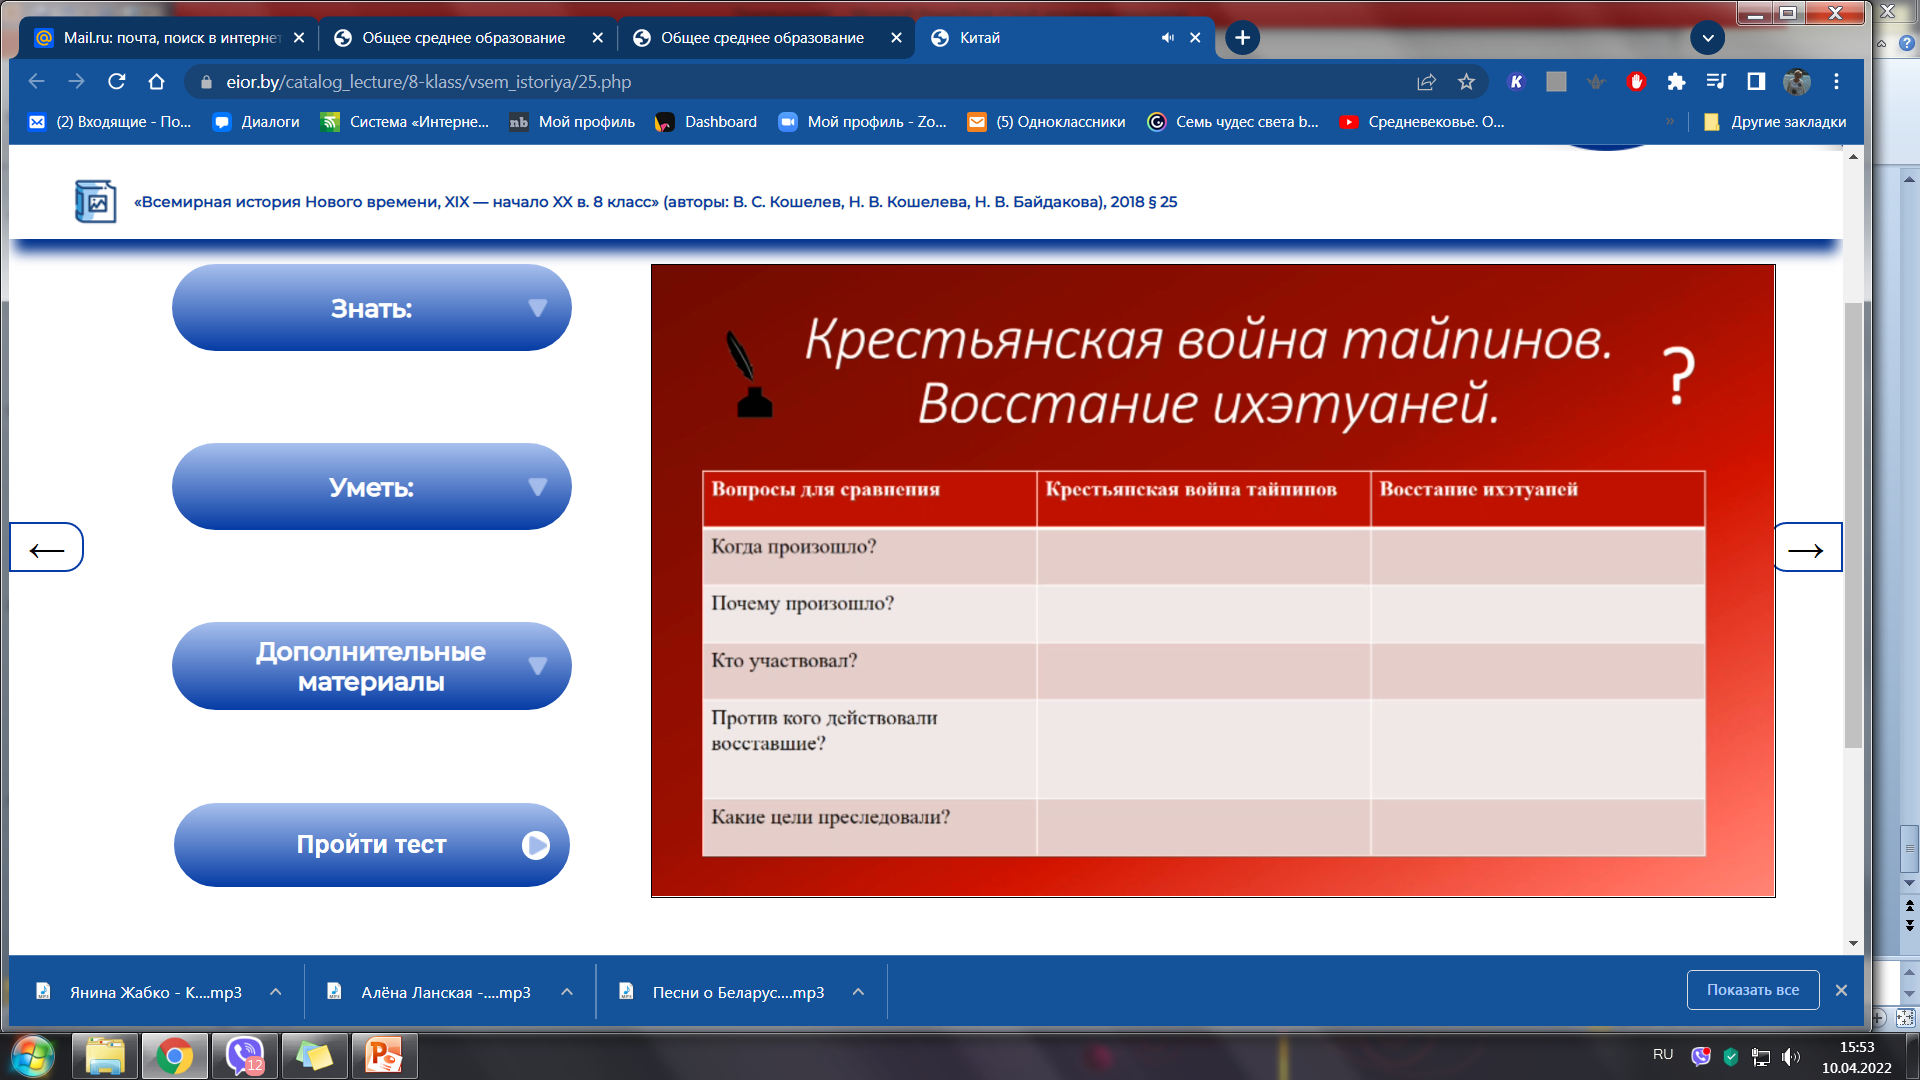 Mail.ru: почта, поиск в интернет
Общее среднее образование
Общее среднее образование
Китай
eior.by/catalog_lecture/8-klass/vsem_istoriya/25.php
(2) Входящие - По...
Диалоги
Система «Интерне...
Мой профиль
Dashboard
Мой профиль - Zo...
(5) Одноклассники
Семь чудес света b...
Средневековье. О...
Другие закладки
«Всемирная история Нового времени, XIX — начало XX в. 8 класс» (авторы: В. С. Кошелев, Н. В. Кошелева, Н. В. Байдакова), 2018 § 25
Знать:
Уметь:
Дополнительные
материалы
Пройти тест
Крестьянская война тайпинов.
Восстание ихэтуаней.
?
Вопросы для сравнения
Крестьянская война тайпинов
Восстание ихэтуаней
Когда произошло?
Почему произошло?
Кто участвовал?
Против кого действовали
восставшие?
Какие цели преследовали?
Янина Жабко - К....mp3
Алёна Ланская -....mp3
Песни о Беларус....mp3
Показать все
12
RU
15:53
10.04.2022